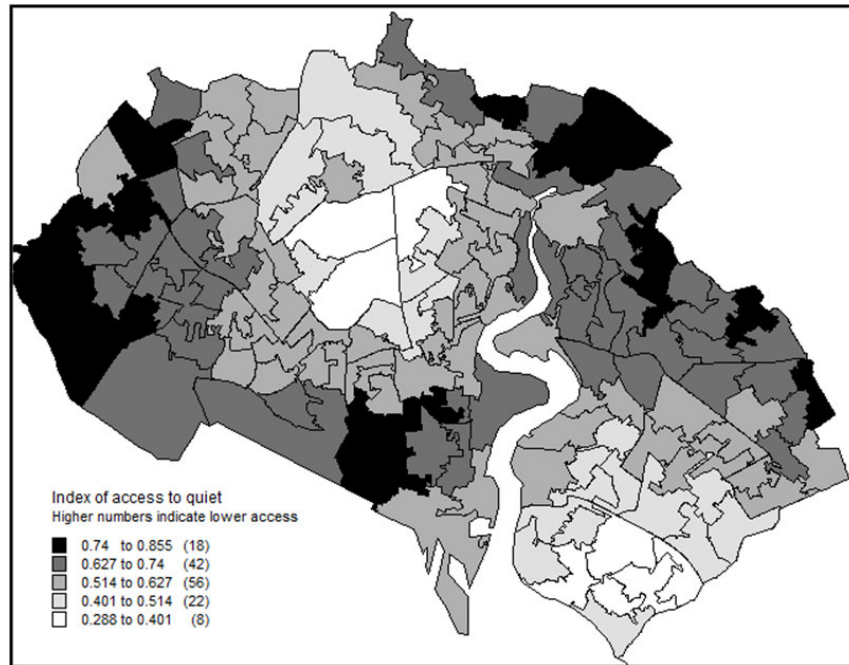 Index of access to quiet
Higher numbers indicate lower access
0.74 to 0.855 (18)
0.627 to 0.74 (42)
0.514 to 0.627 (56)
0.401 to 0.514 (22)
0.288 to 0.401 (8)